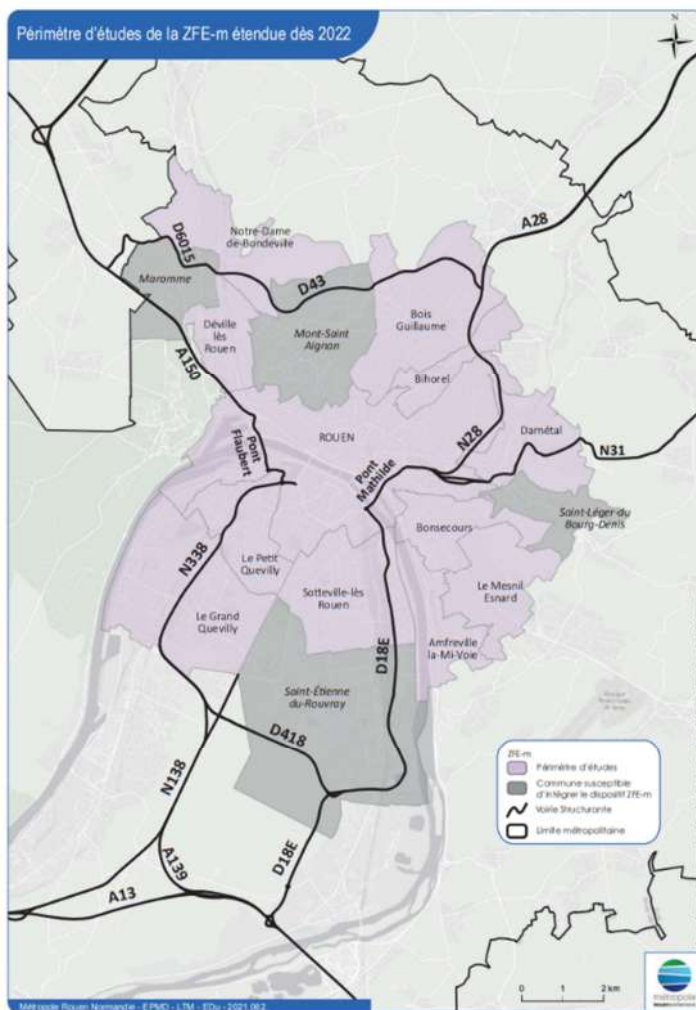 Périmètre d'études de la ZFE-m étendue dès 2022
N
A28
D6015
Notre-Dame
de-Bondeville
Maromme
D43
Déville
lès
Rouen
Mont-Saint
Aignan
Bois
Guillaume
A150
Bihorel
ROUEN
Pont
Flaubert
Pont
Mathilde
N28
Darnétal
N31
Saint-Léger-du
Bourg-Denis
Bonsecours
N338
Le Petit
Quevilly
Sotteville-lès
Rouen
Le Mesnil
Esnard
Le Grand
Quevilly
D18E
Amfreville
la-Mi-Voie
Saint-Étienne
du-Rouvray
D418
N138
A139
A13
D18E
ZFE-m
Périmètre d'études
Commune susceptible
d'intégrer le dispositif ZFE-m
Voirie Structurante
Limite métropolitaine
0 1 2 km
métropole
ROUENNORMANDIE
Métropole Rouen Normandie - EPMD - LTM - EDu - 2021.062